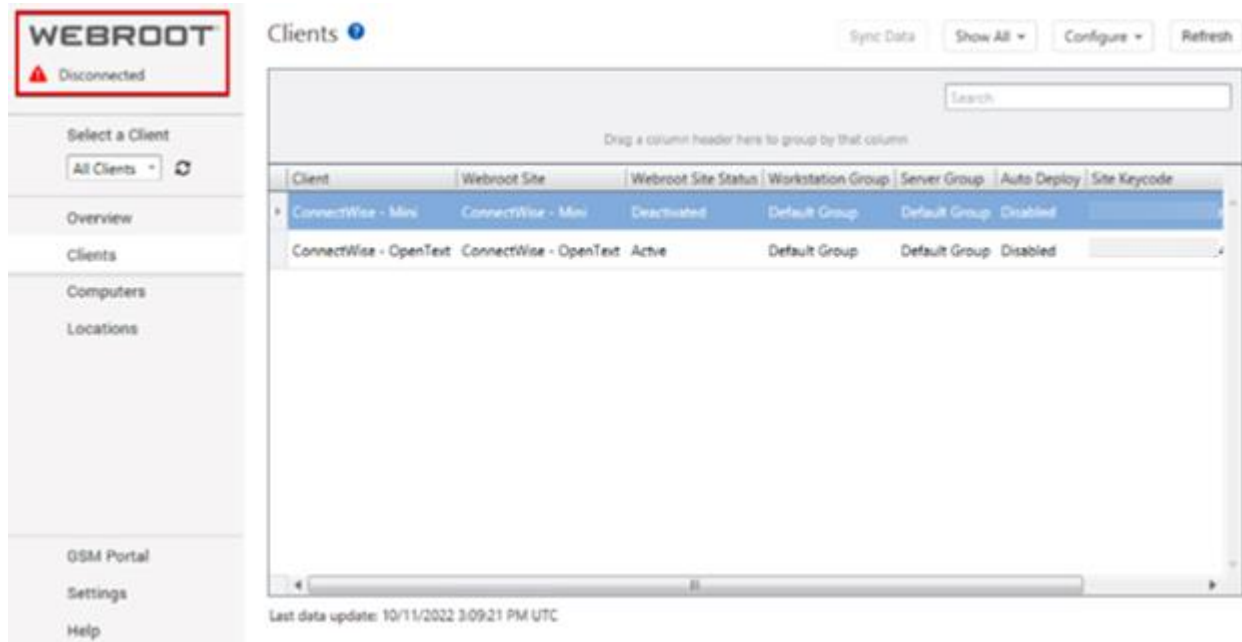 WEBROOT
Disconnected
Select a Client
All Clients
Overview
Clients
Computers
Locations
GSM Portal
Settings
Help
Clients ?
Sync Data Show All Configure Refresh
Search
Drag a column header here to group by that column
Client Webroot Site Webroot Site Status Workstation Group Server Group Auto Deploy Site Keycode
ConnectWise - Mini ConnectWise - Mini Deactivated Default Group Default Group Disabled
ConnectWise - OpenText ConnectWise - OpenText Active Default Group Default Group Disabled
Last data update: 10/11/2022 3:09:21 PM UTC